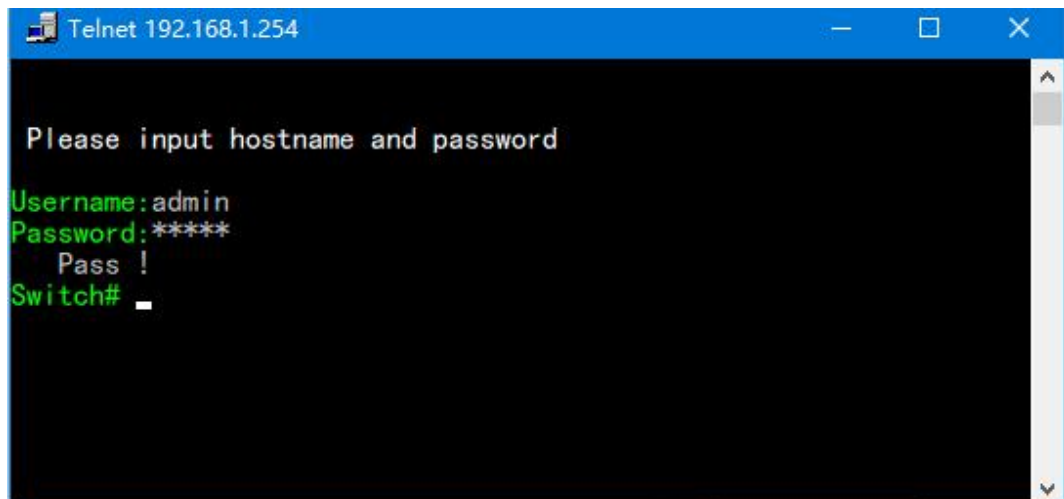 Telnet 192.168.1.254
Please input hostname and password
Username:admin
Password:*****
Pass !
Switch#